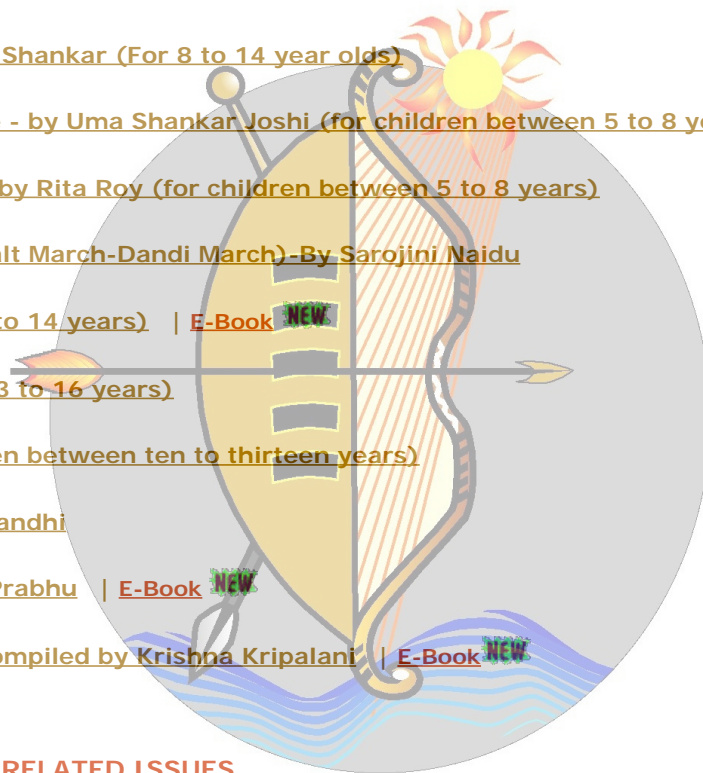 Shankar (For 8 to 14 year olds)
- by Uma Shankar Joshi (for children between 5 to 8 ye
by Rita Roy (for children between 5 to 8 years)
alt March-Dandi March)-By Sarojini Naidu
to 14 years) | E-Book NEW
3 to 16 years)
en between ten to thirteen years)
andhi
Prabhu | E-Book NEW
ompiled by Krishna Kripalani | E-Book NEW
RELATED ISSUES